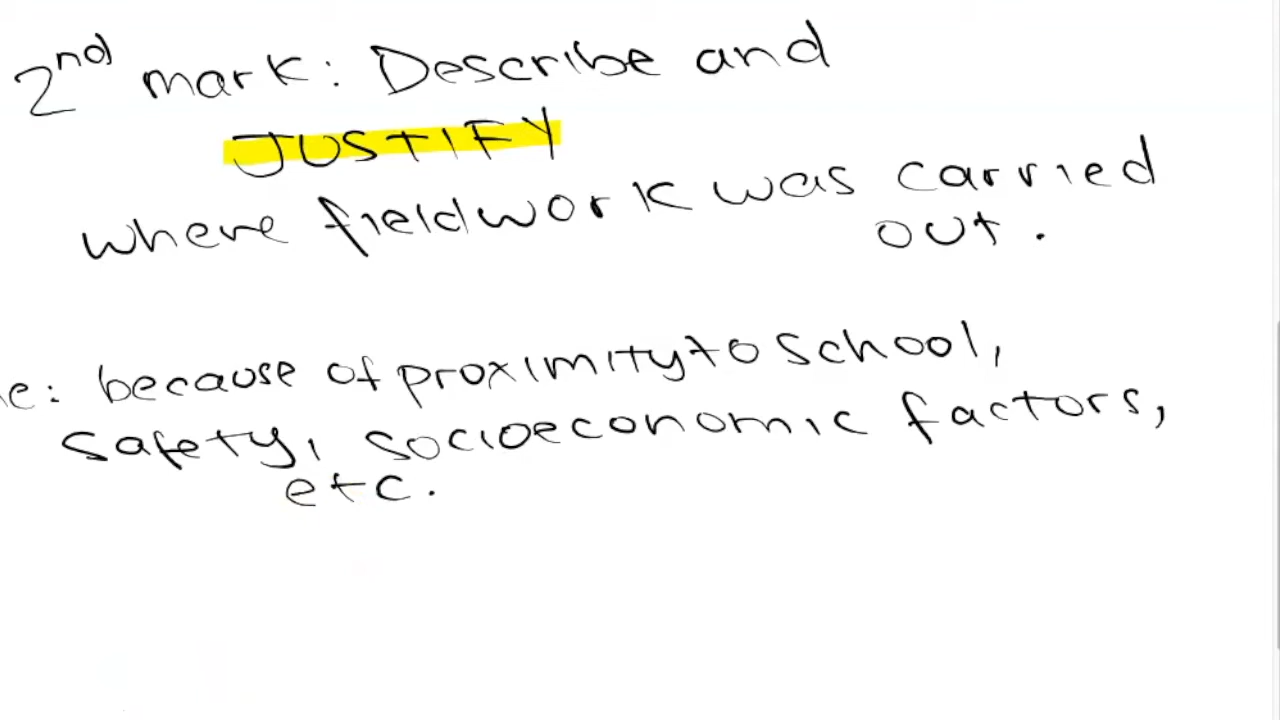 2nd mark: Describe and
JUSTIFY
where fieldwork was carried
out.
e: because of proximity to school,
safety, socioeconomic factors,
etc.